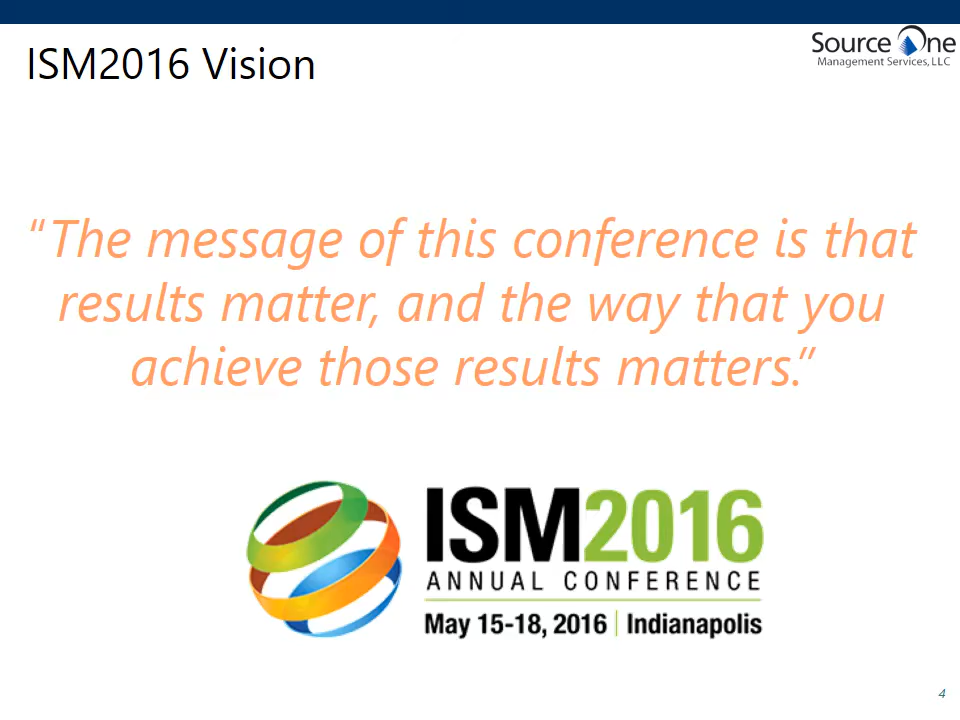 ISM2016 Vision
Source One
Management Services, LLC
“The message of this conference is that
results matter, and the way that you
achieve those results matters.”
ISM2016
ANNUAL CONFERENCE
May 15-18, 2016 | Indianapolis
4